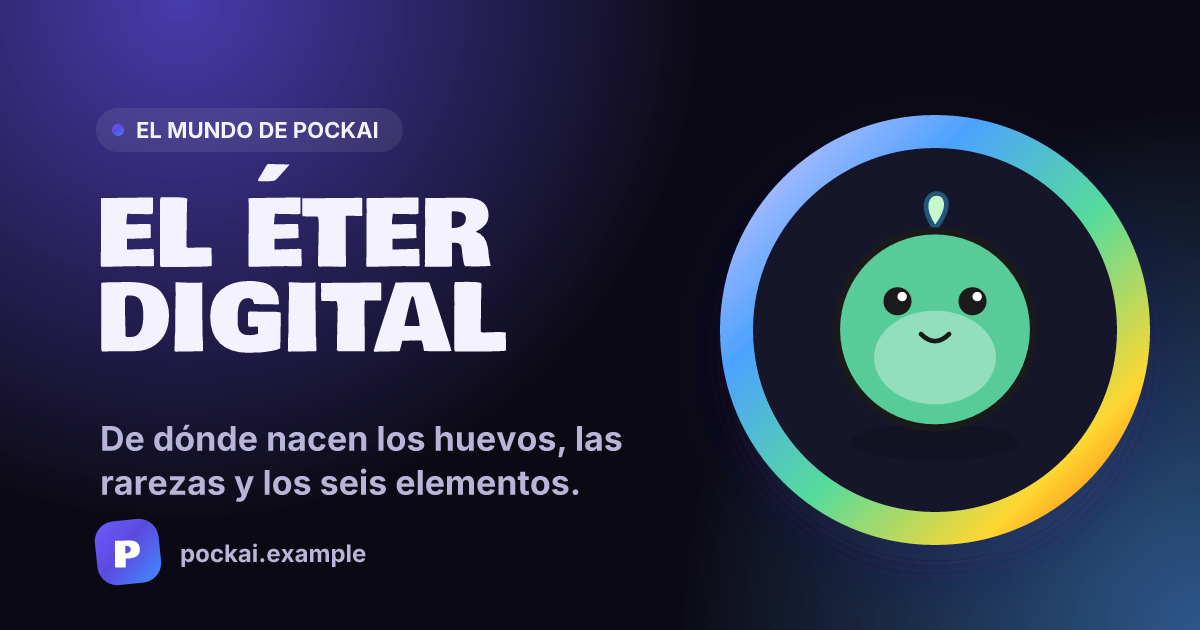 EL MUNDO DE POCKAI
EL ÉTER
DIGITAL
De dónde nacen los huevos, las
rarezas y los seis elementos.
P
pockai.example